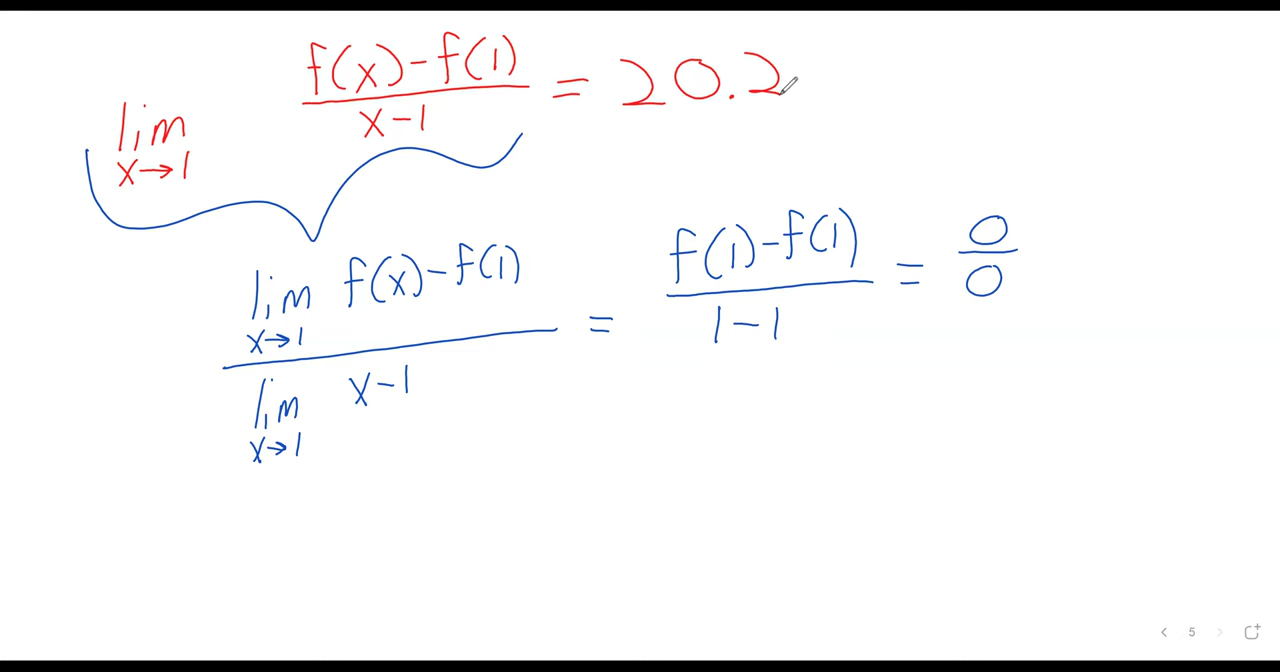 lim x→1 f(x)-f(1) / x-1 = 20.2
lim x→1 f(x)-f(1) / lim x→1 x-1 = f(1)-f(1) / 1-1 = 0/0
< 5 >